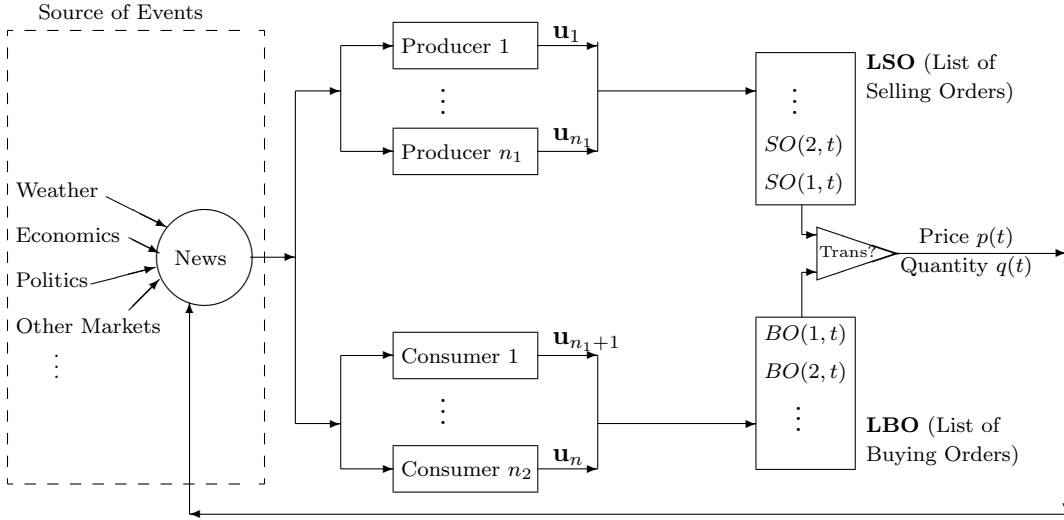 Source of Events
Weather
Economics
Politics
Other Markets
⋮
News
Producer 1
⋮
Producer n₁
u₁
uₙ₁
Consumer 1
⋮
Consumer n₂
uₙ₁₊₁
uₙ
LSO (List of
Selling Orders)
⋮
SO(2, t)
SO(1, t)
Trans?
Price p(t)
Quantity q(t)
BO(1, t)
BO(2, t)
⋮
LBO (List of
Buying Orders)